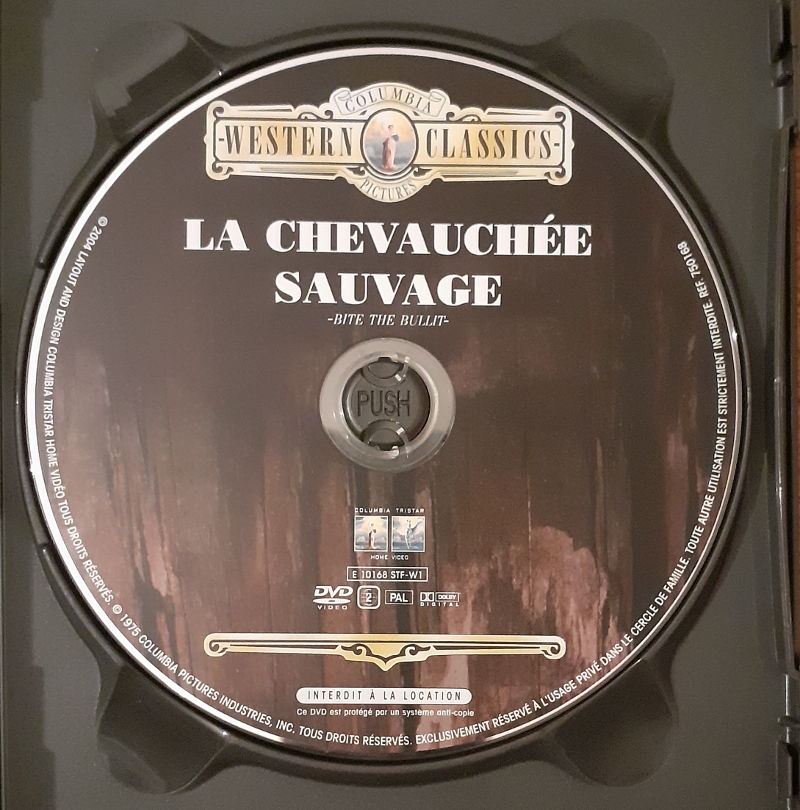 COLUMBIA
-WESTERN CLASSICS-
PICTURES
LA CHEVAUCHÉE
SAUVAGE
-BITE THE BULLIT-
PUSH
COLUMBIA TRISTAR
HOME VIDEO
E 10168 STF-W1
DVD VIDEO 2 PAL DOLBY DIGITAL
INTERDIT À LA LOCATION
Ce DVD est protégé par un système anti-copie
© 2004 LAYOUT AND DESIGN COLUMBIA TRISTAR HOME VIDÉO TOUS DROITS RÉSERVÉS. © 1975 COLUMBIA PICTURES INDUSTRIES, INC. TOUS DROITS RÉSERVÉS. EXCLUSIVEMENT RÉSERVÉ À L'USAGE PRIVÉ DANS LE CERCLE DE FAMILLE. TOUTE AUTRE UTILISATION EST STRICTEMENT INTERDITE. REF. 750168